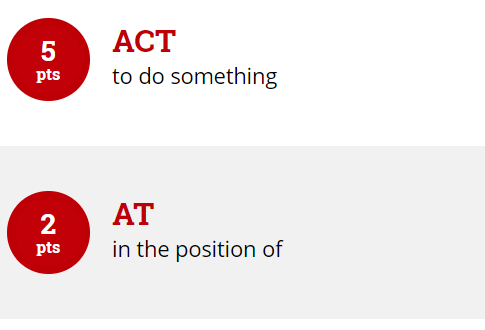 5
pts
ACT
to do something
2
pts
AT
in the position of